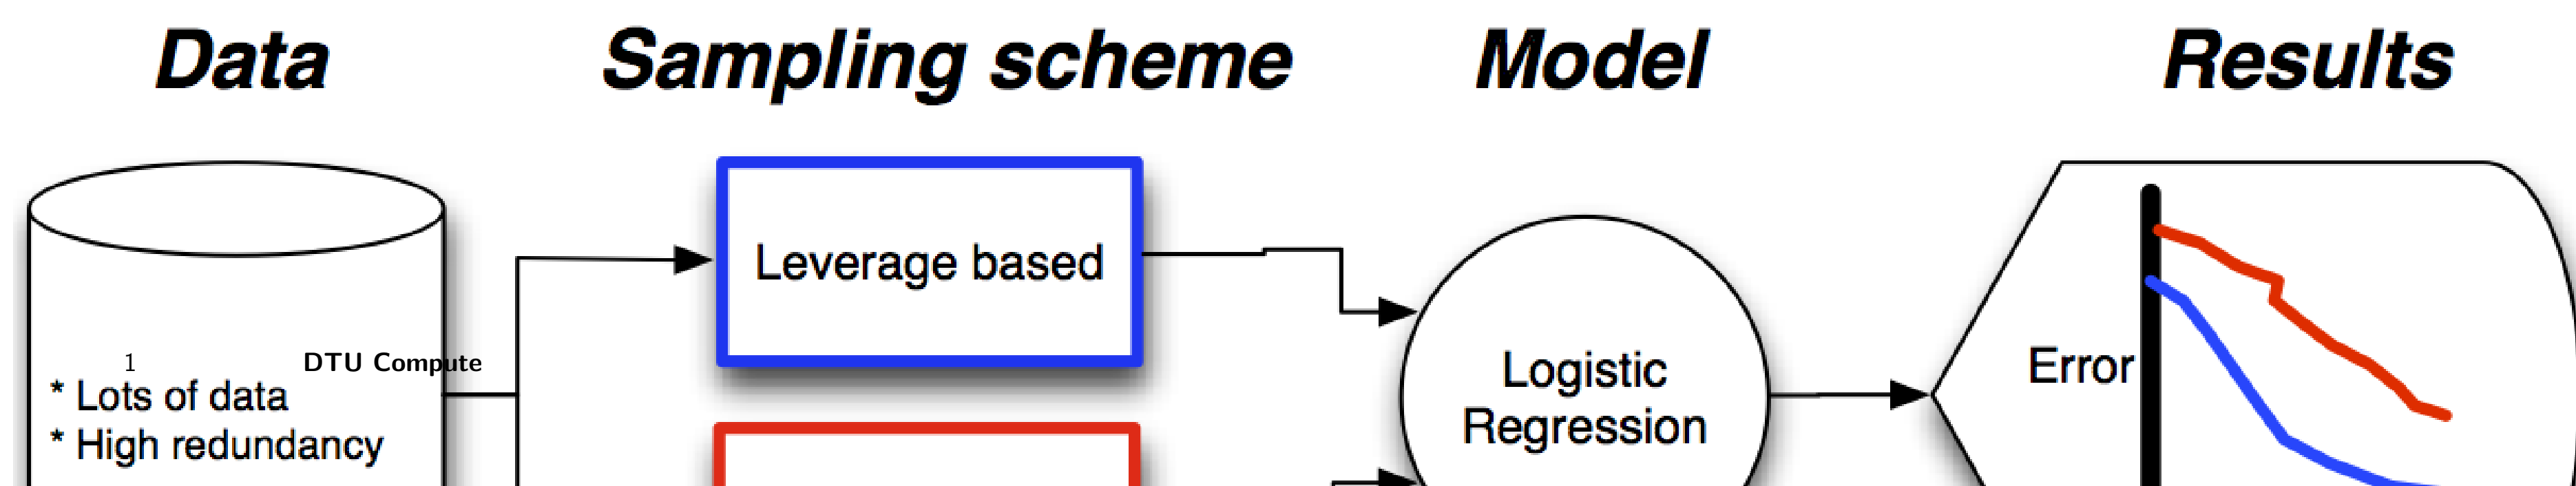 Data
Sampling scheme
Model
Results
1
DTU Compute
* Lots of data
* High redundancy
Leverage based
Logistic
Regression
Error